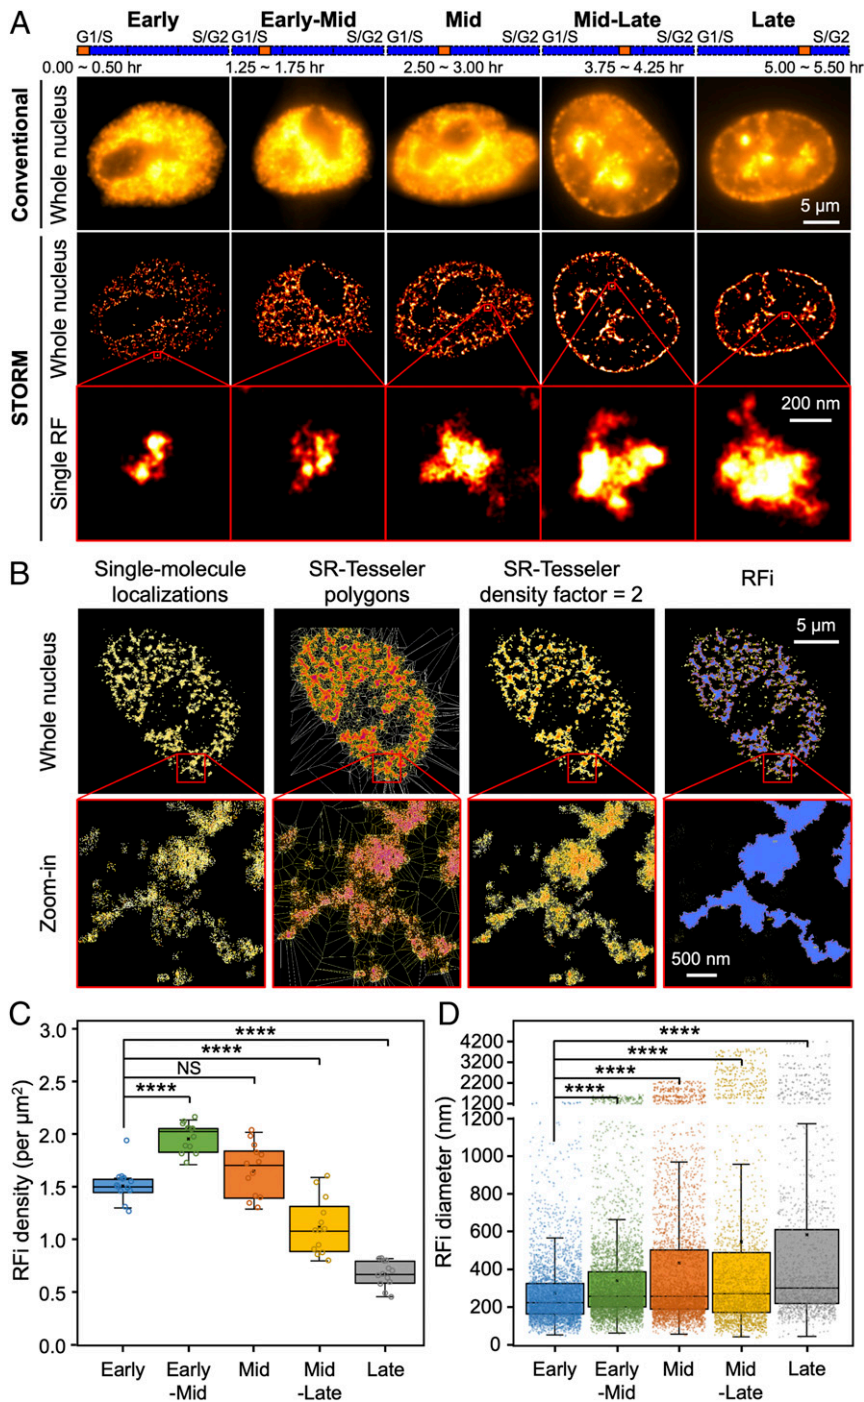 A
Early Early-Mid Mid Mid-Late Late
G1/S S/G2 G1/S S/G2 G1/S S/G2 G1/S S/G2 G1/S S/G2
0.00 ~ 0.50 hr 1.25 ~ 1.75 hr 2.50 ~ 3.00 hr 3.75 ~ 4.25 hr 5.00 ~ 5.50 hr
Conventional
Whole nucleus
5 µm
STORM
Whole nucleus
Single RF
200 nm
B
Single-molecule localizations
SR-Tesseler polygons
SR-Tesseler density factor = 2
RFi
Whole nucleus
5 µm
Zoom-in
500 nm
C
RFi density (per µm²)
3.0
2.5
2.0
1.5
1.0
0.5
0.0
****
****
NS
****
Early Early-Mid Mid Mid-Late Late
D
RFi diameter (nm)
4200
3200
2200
1200
1200
1000
800
600
400
200
0
****
****
****
****
Early Early-Mid Mid Mid-Late Late